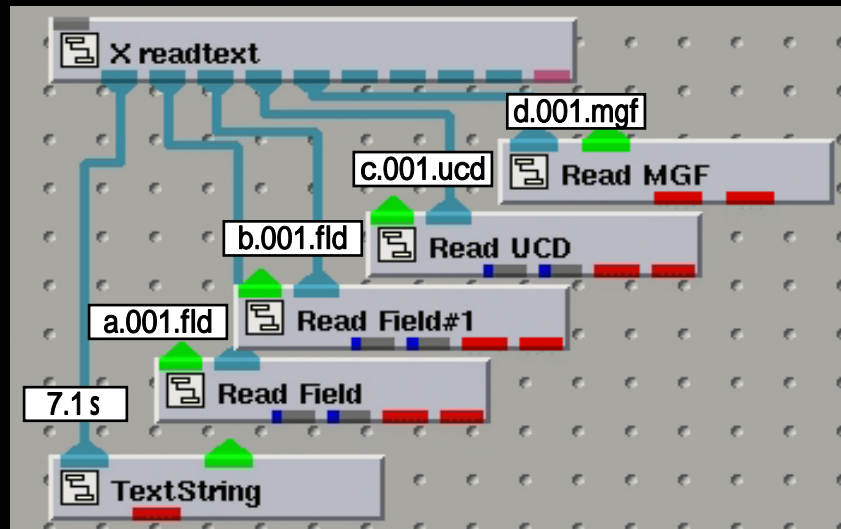 X readtext
d.001.mgf
Read MGF
c.001.ucd
Read UCD
b.001.fld
Read Field#1
a.001.fld
Read Field
7.1 s
TextString